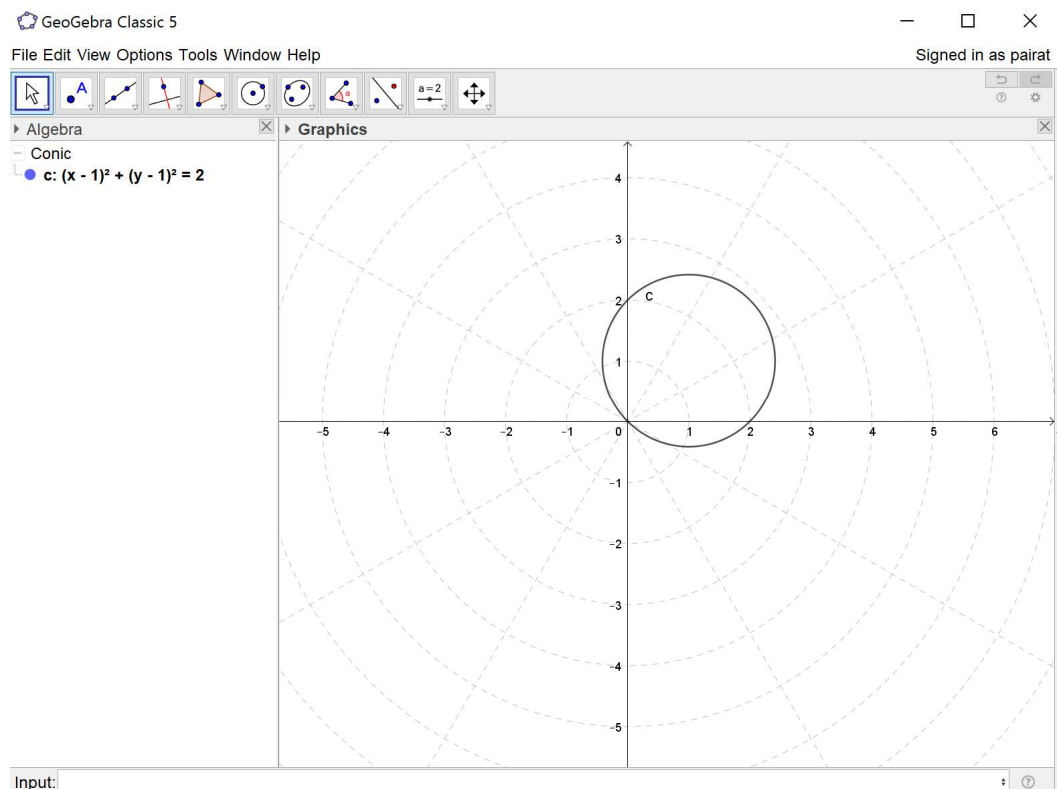 GeoGebra Classic 5
File Edit View Options Tools Window Help
Signed in as pairat
A
α
a=2
Algebra
Graphics
Conic
c: (x - 1)² + (y - 1)² = 2
4
3
2
c
1
-5 -4 -3 -2 -1 0 1 2 3 4 5 6
-1
-2
-3
-4
-5
Input: